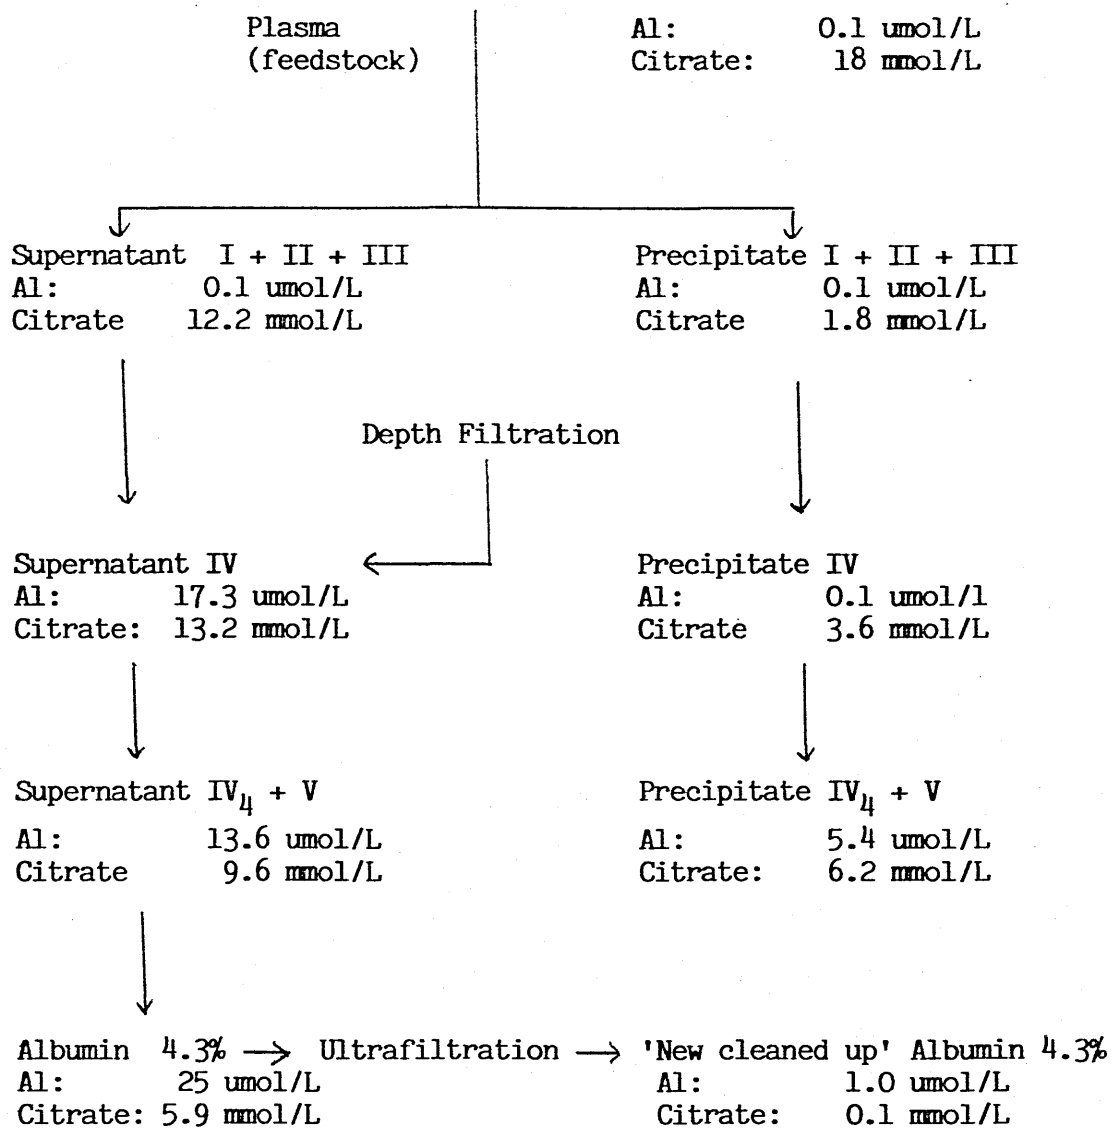 Plasma Al: 0.1 umol/L
(feedstock) Citrate: 18 mmol/L
Supernatant I + II + III Precipitate I + II + III
Al: 0.1 umol/L Al: 0.1 umol/L
Citrate 12.2 mmol/L Citrate 1.8 mmol/L
Depth Filtration
Supernatant IV Precipitate IV
Al: 17.3 umol/L Al: 0.1 umol/l
Citrate: 13.2 mmol/L Citrate 3.6 mmol/L
Supernatant IV₄ + V Precipitate IV₄ + V
Al: 13.6 umol/L Al: 5.4 umol/L
Citrate 9.6 mmol/L Citrate: 6.2 mmol/L
Albumin 4.3% → Ultrafiltration → 'New cleaned up' Albumin 4.3%
Al: 25 umol/L Al: 1.0 umol/L
Citrate: 5.9 mmol/L Citrate: 0.1 mmol/L